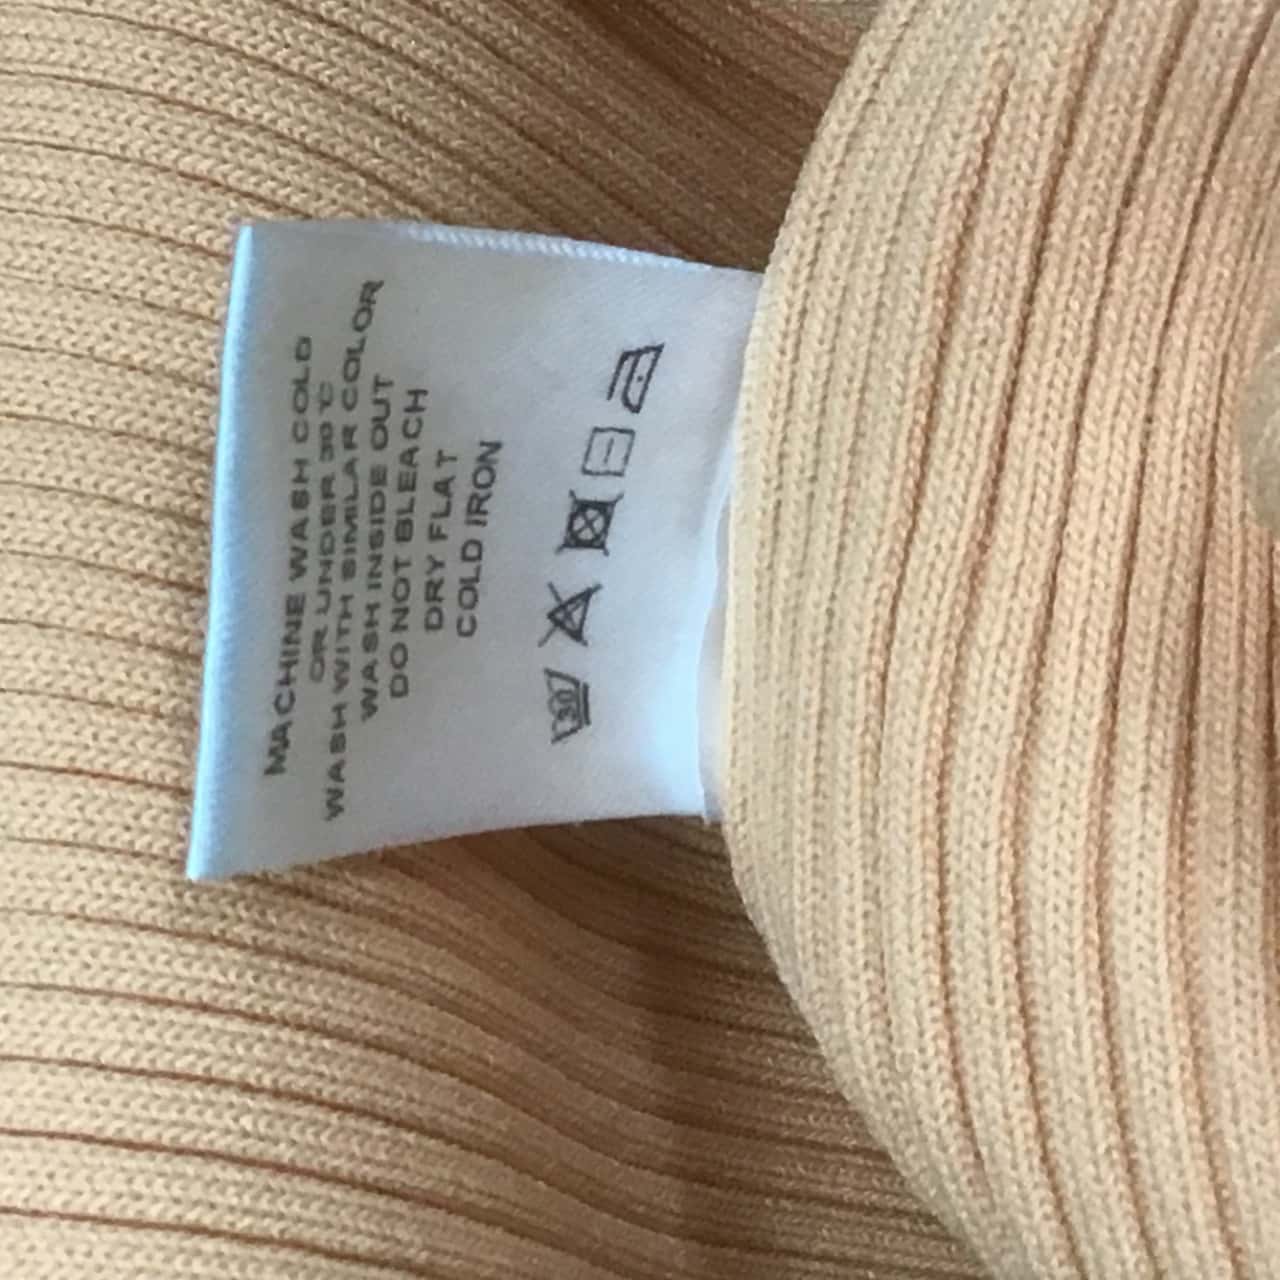 MACHINE WASH COLD
OR UNDER 30℃
WASH WITH SIMILAR COLOR
WASH INSIDE OUT
DO NOT BLEACH
DRY FLAT
COLD IRON
30